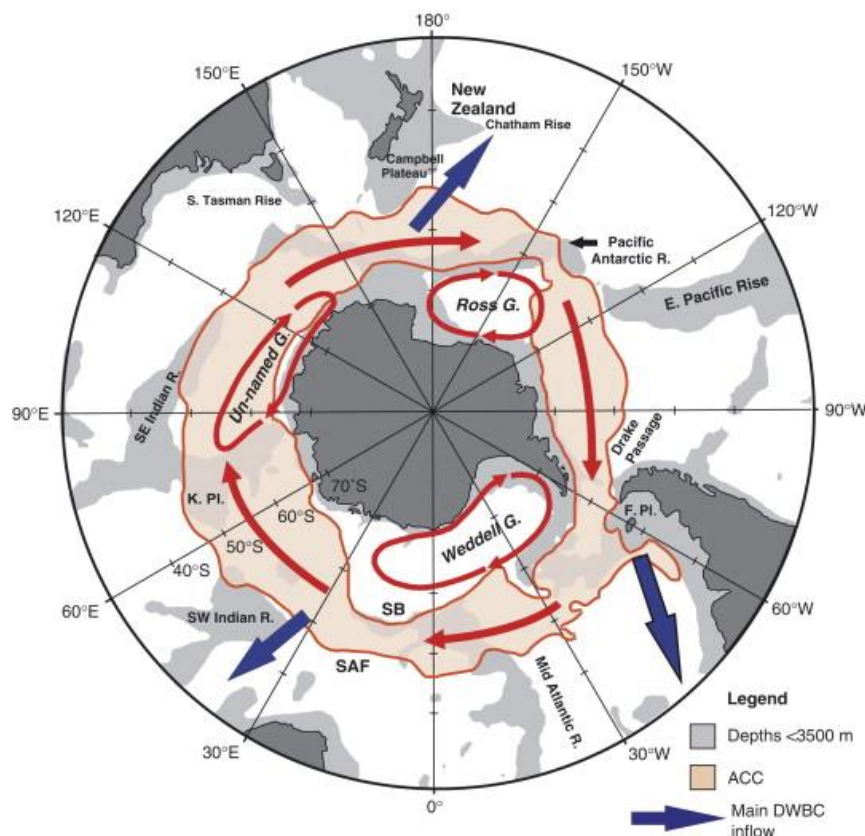 180°
150°E
150°W
New
Zealand
Chatham Rise
Campbell
Plateau
S. Tasman Rise
120°E
120°W
Pacific
Antarctic R.
E. Pacific Rise
Ross G.
Un-named G.
SE Indian R.
90°E
90°W
Drake
Passage
70°S
K. Pl.
60°S
F. Pl.
50°S
Weddell G.
40°S
60°E
60°W
SW Indian R.
SB
SAF
Mid Atlantic R.
30°E
30°W
0°
Legend
Depths <3500 m
ACC
Main DWBC
inflow